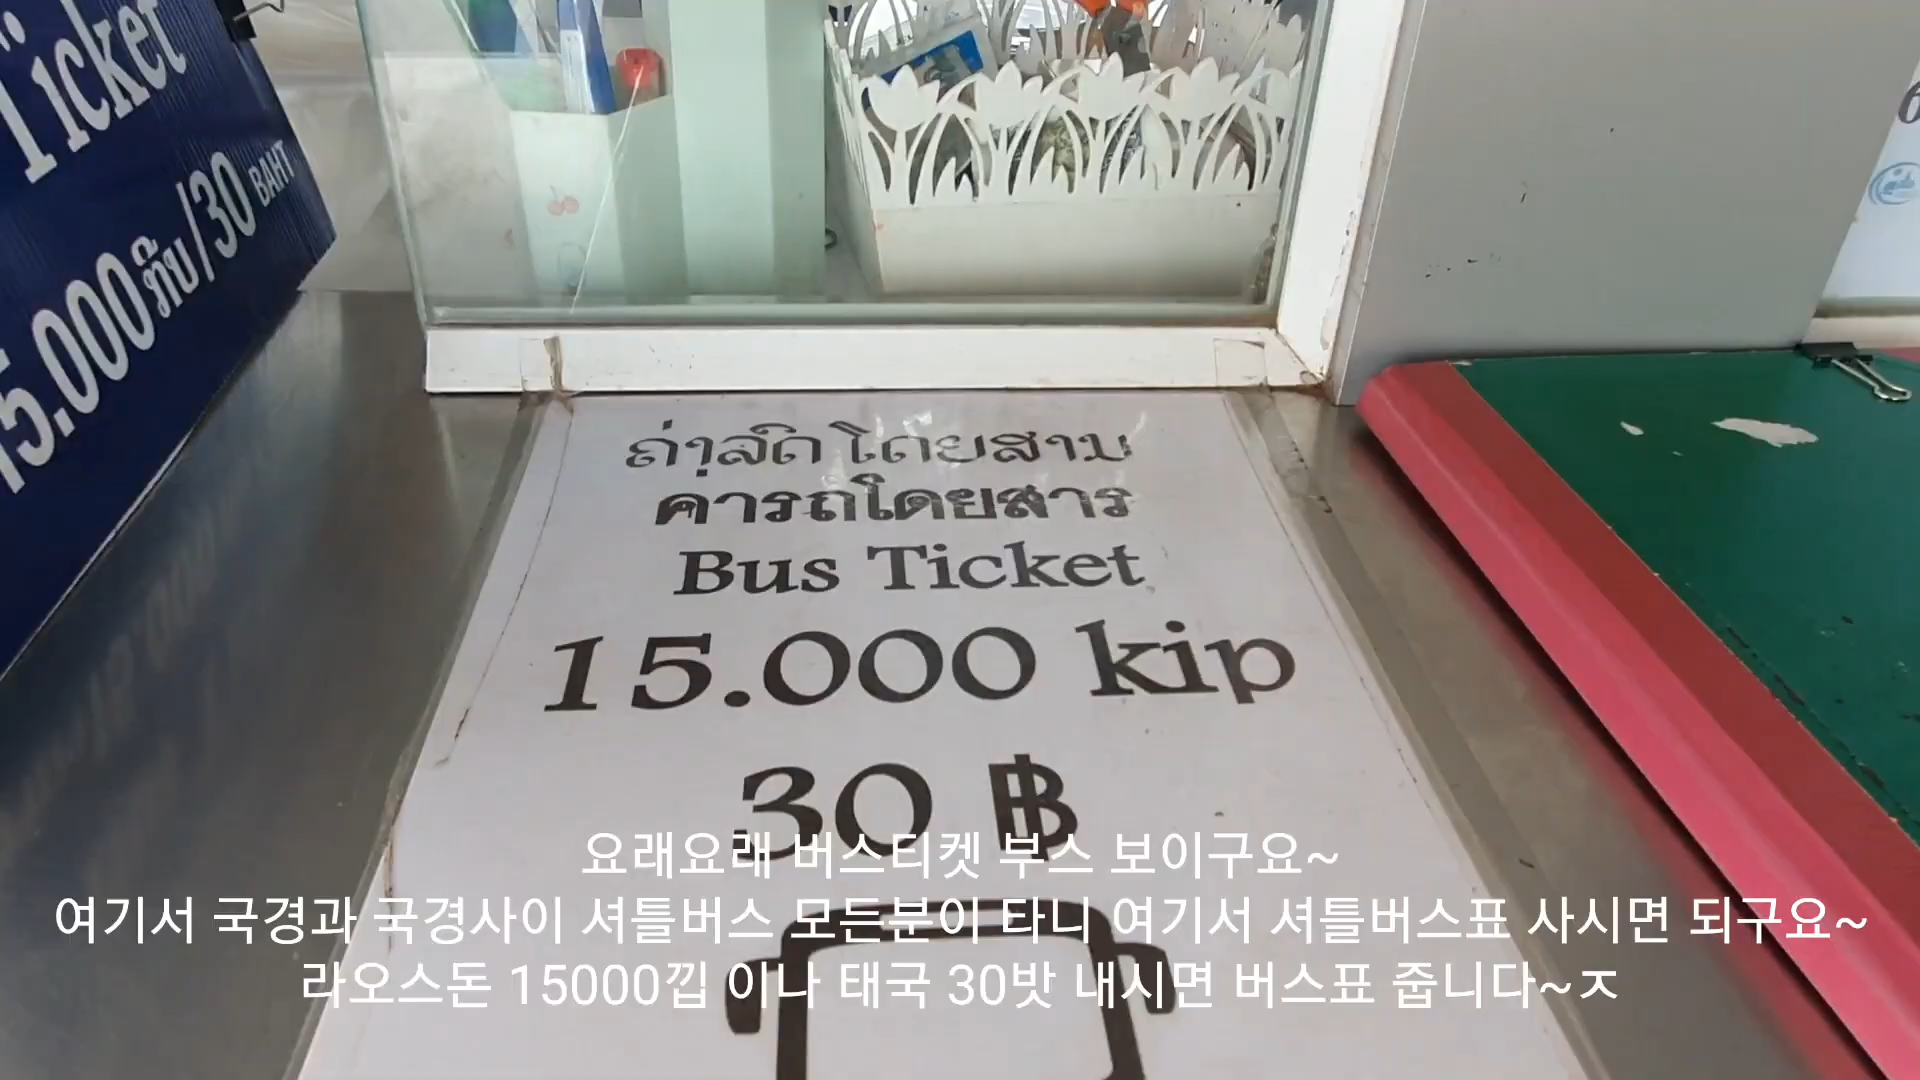 Ticket
15.000 ກີບ/30 BAHT
ຄ່າລົດໂດຍສານ
คารถโดยสาร
Bus Ticket
15.000 kip
30 ฿
요래요래 버스티켓 부스 보이구요~
여기서 국경과 국경사이 셔틀버스 모든분이 타니 여기서 셔틀버스표 사시면 되구요~
라오스돈 15000낍 이나 태국 30밧 내시면 버스표 줍니다~ㅈ